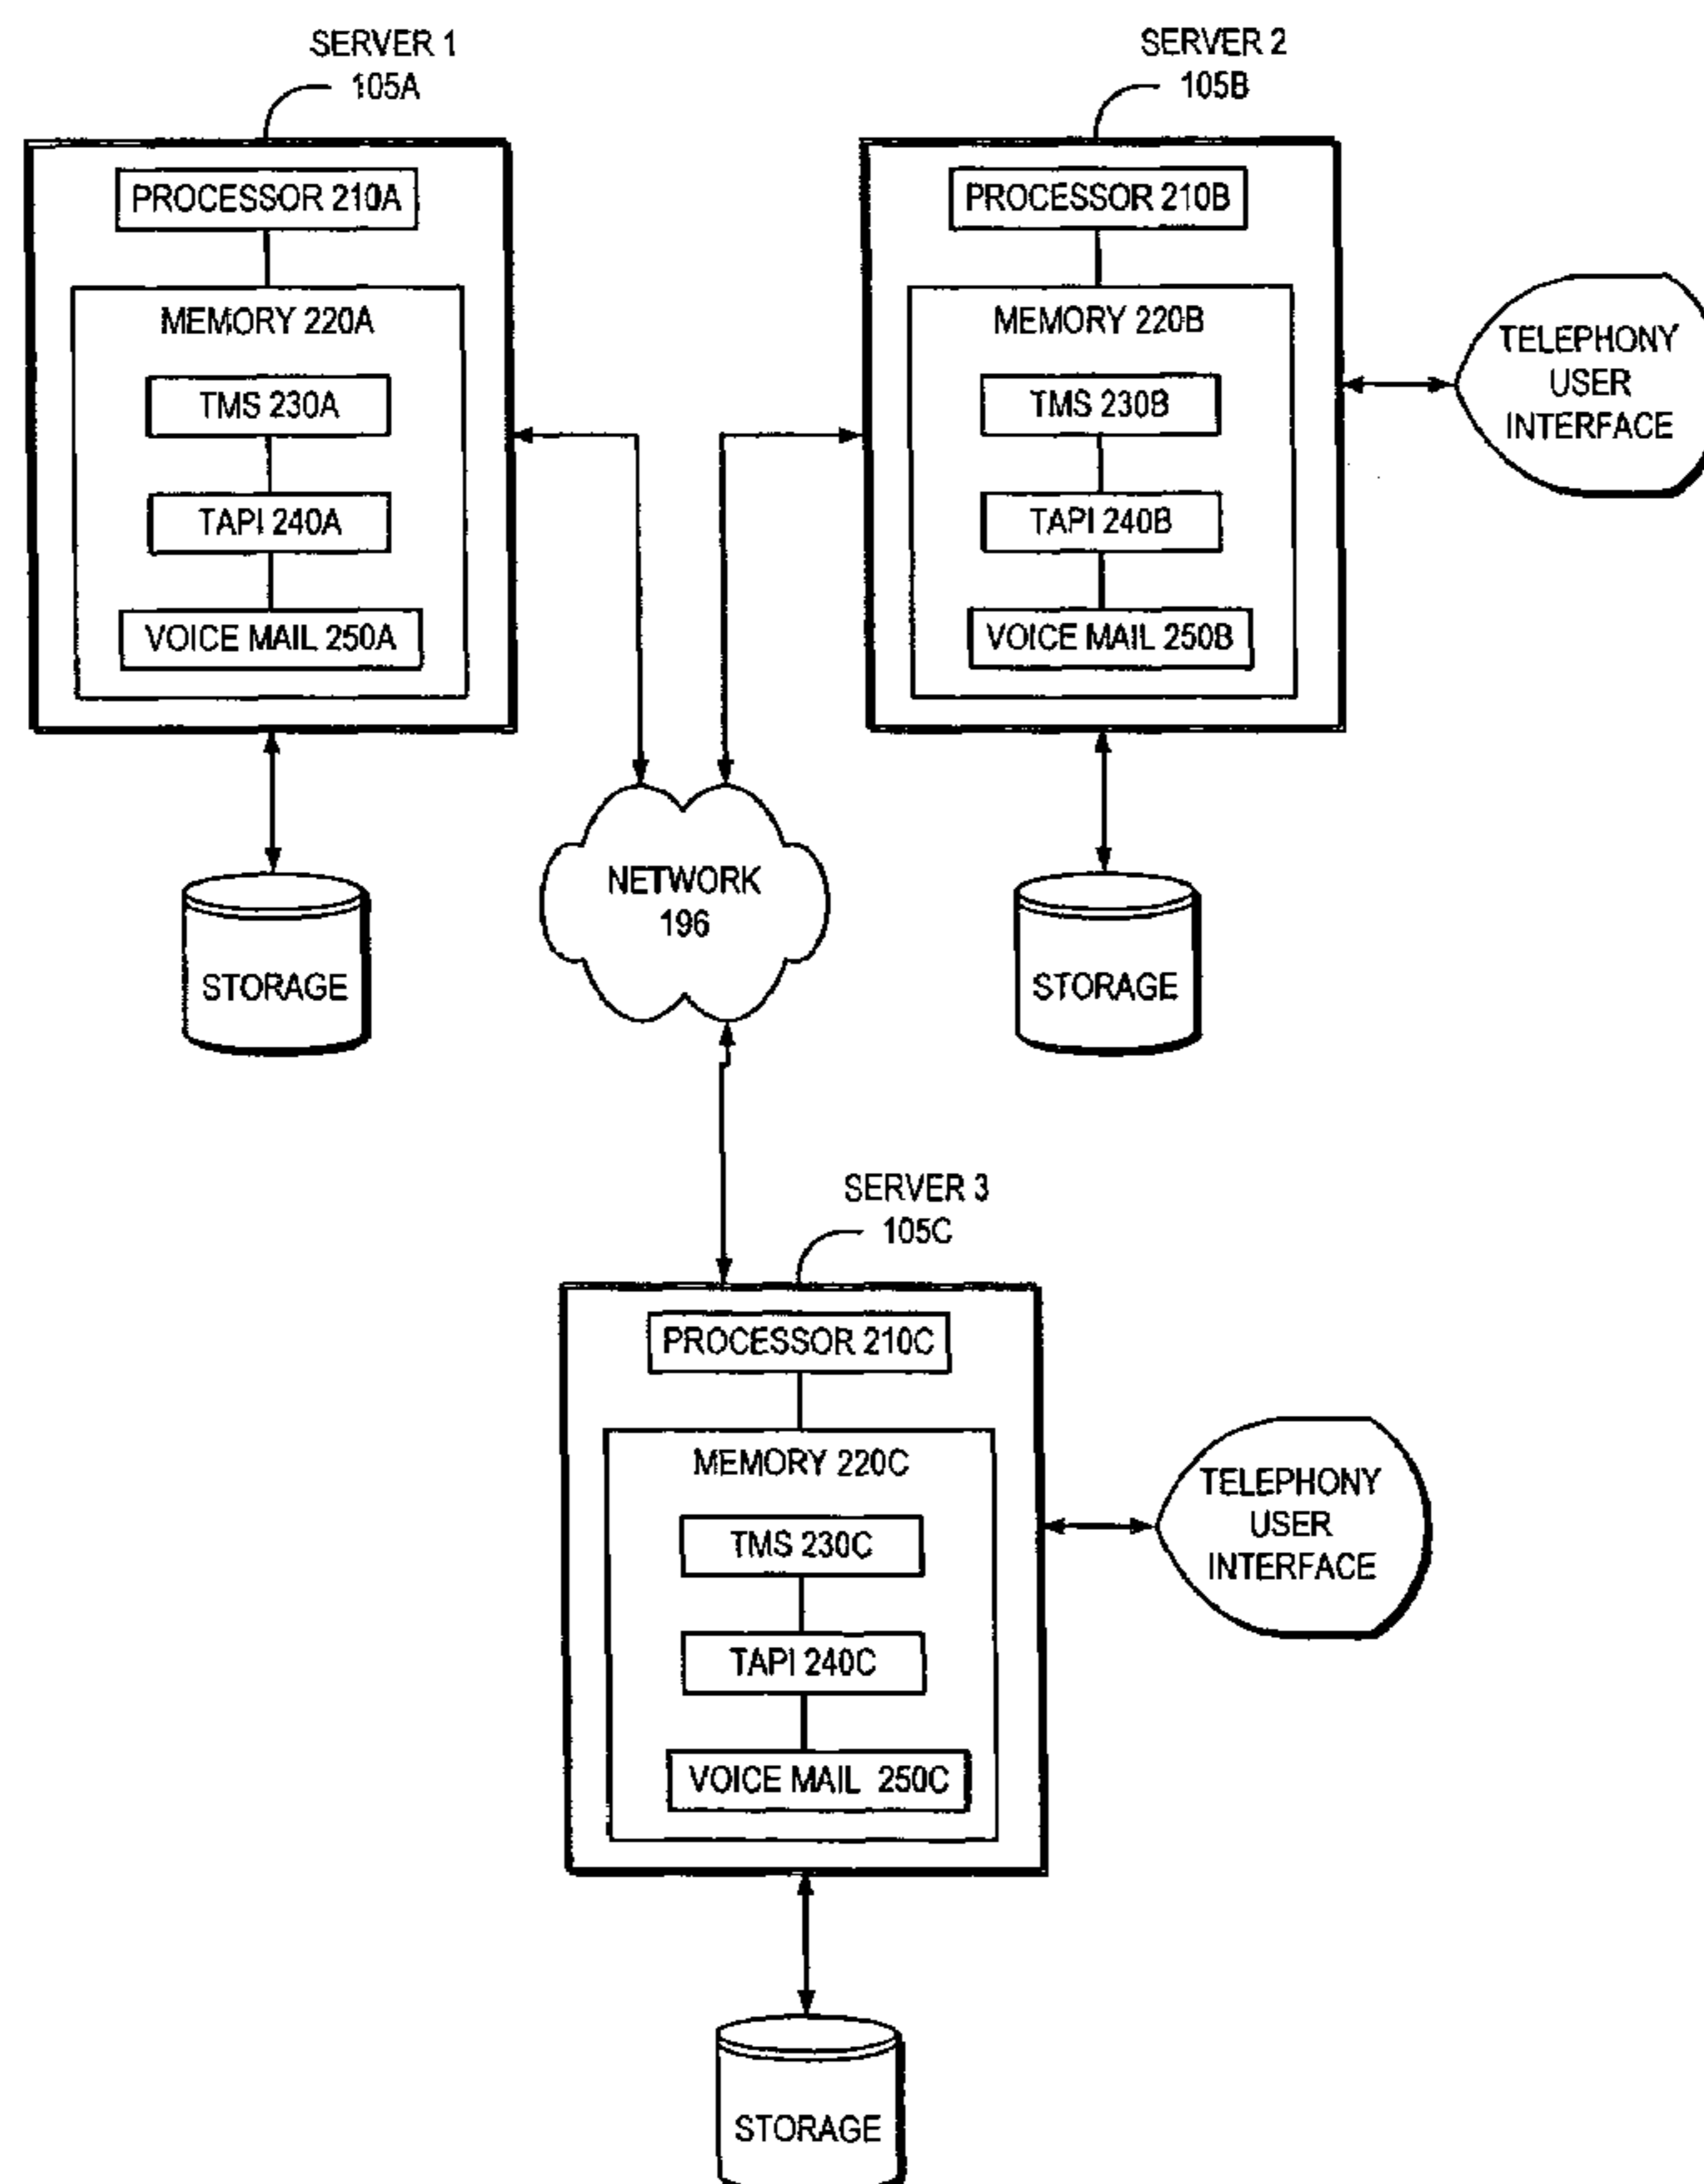 SERVER 1
105A
PROCESSOR 210A
MEMORY 220A
TMS 230A
TAPI 240A
VOICE MAIL 250A
STORAGE
SERVER 2
105B
PROCESSOR 210B
MEMORY 220B
TMS 230B
TAPI 240B
VOICE MAIL 250B
STORAGE
TELEPHONY
USER
INTERFACE
NETWORK
196
SERVER 3
105C
PROCESSOR 210C
MEMORY 220C
TMS 230C
TAPI 240C
VOICE MAIL 250C
TELEPHONY
USER
INTERFACE
STORAGE